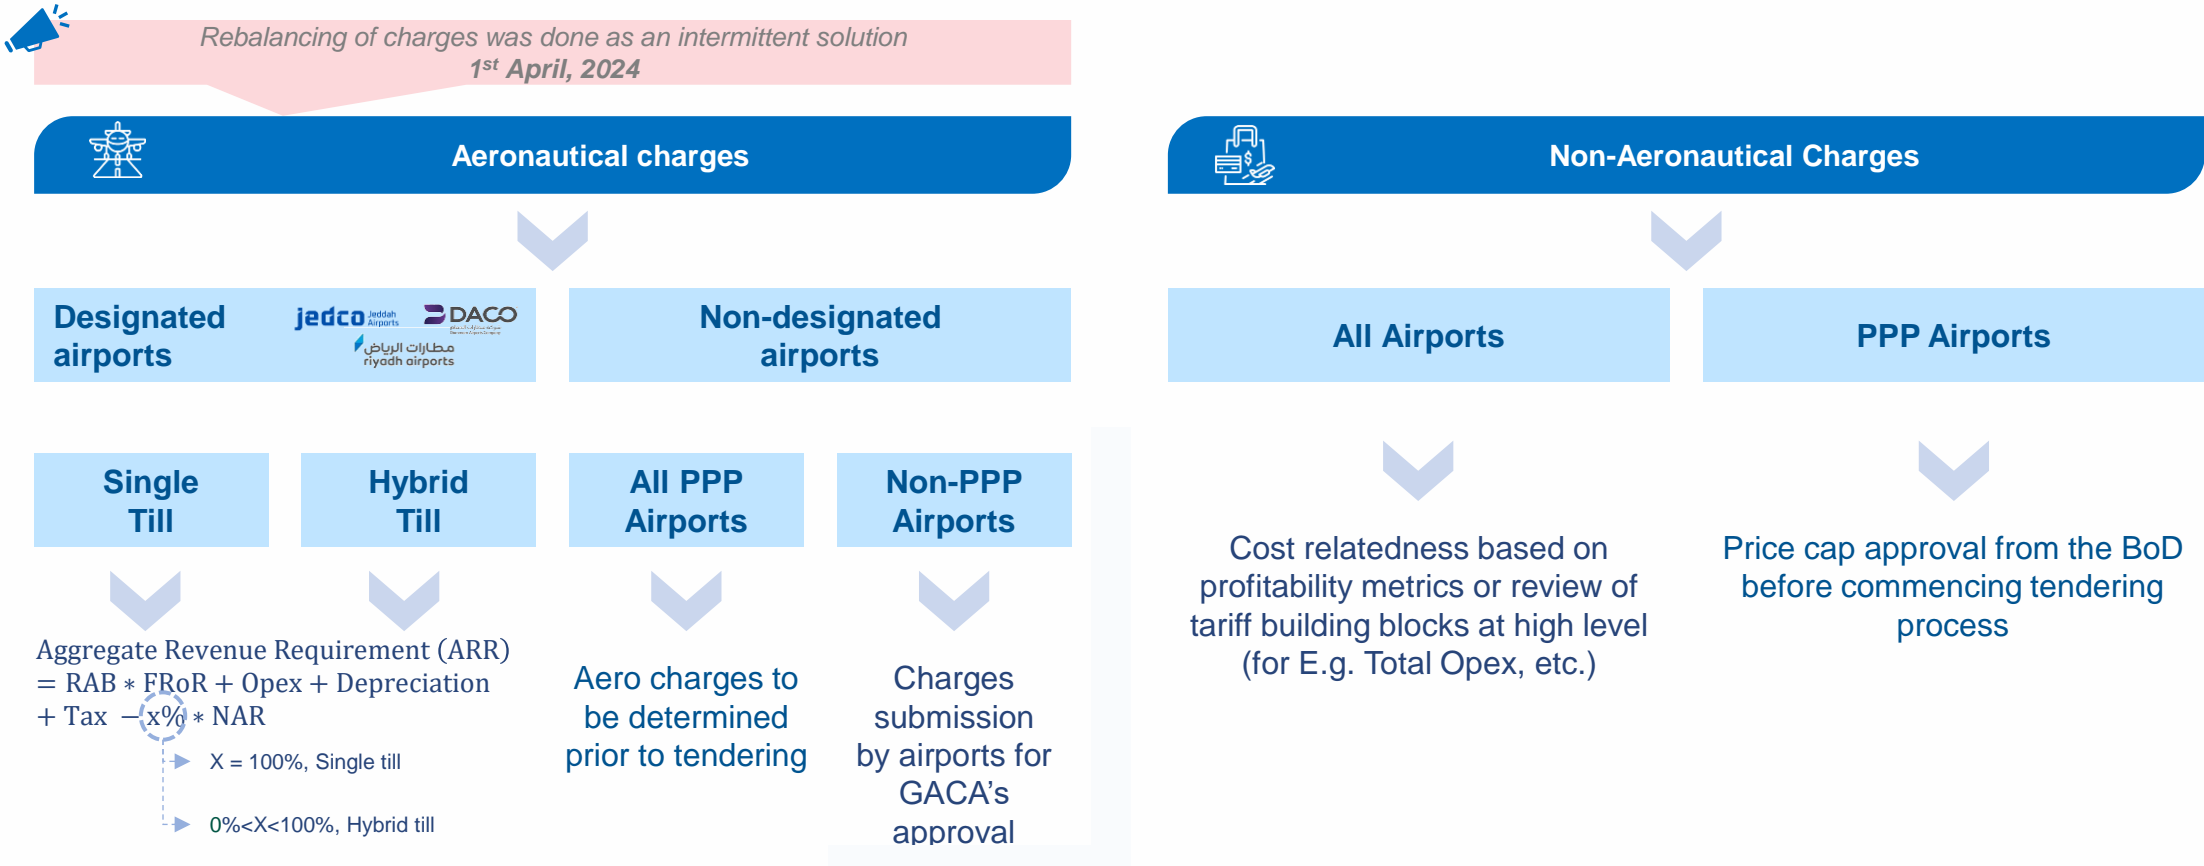 Rebalancing of charges was done as an intermittent solution
1st April, 2024
Aeronautical charges
Non-Aeronautical Charges
Designated
airports
jedco Jeddah
Airports
DACO
مطارات الرياض
riyadh airports
Non-designated
airports
All Airports
PPP Airports
Single
Till
Hybrid
Till
All PPP
Airports
Non-PPP
Airports
Aggregate Revenue Requirement (ARR)
= RAB ∗ FRoR + Opex + Depreciation
+ Tax − x% ∗ NAR
X = 100%, Single till
0%<X<100%, Hybrid till
Aero charges to
be determined
prior to tendering
Charges
submission
by airports for
GACA's
approval
Cost relatedness based on
profitability metrics or review of
tariff building blocks at high level
(for E.g. Total Opex, etc.)
Price cap approval from the BoD
before commencing tendering
process